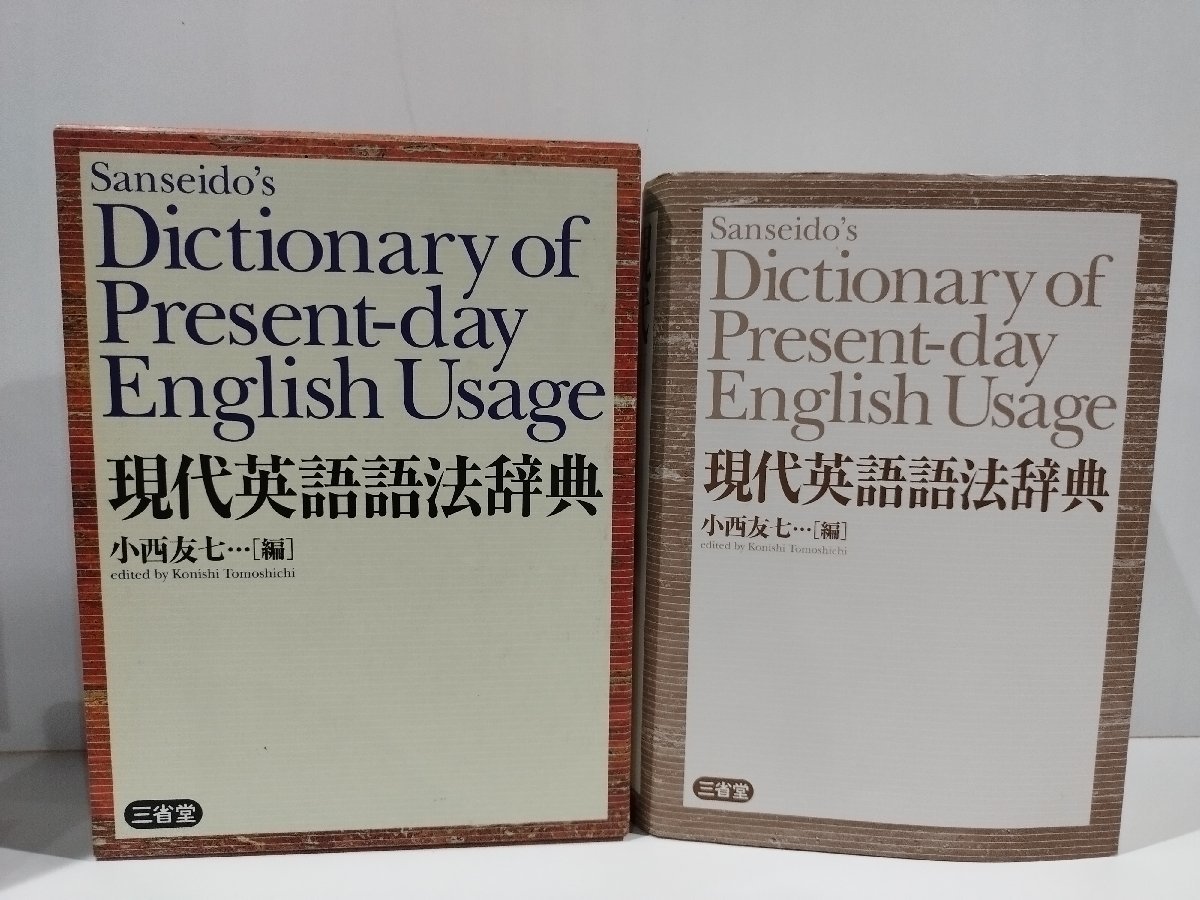 Sanseido's
Dictionary of
Present-day
English Usage
現代英語語法辞典
小西友七…[編]
edited by Konishi Tomoshichi
三省堂
Sanseido's
Dictionary of
Present-day
English Usage
現代英語語法辞典
小西友七…[編]
edited by Konishi Tomoshichi
三省堂